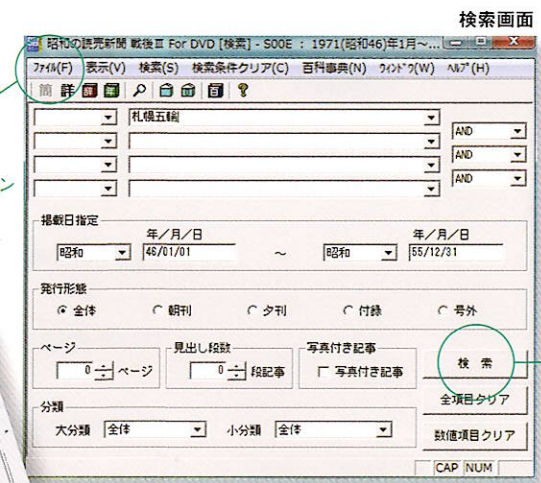 検索画面
昭和の読売新聞 戦後Ⅱ For DVD [検索] - S00E : 1971(昭和46)年1月～...
ﾌｧｲﾙ(F) 表示(V) 検索(S) 検索条件クリア(C) 百科事典(N) ｳｨﾝﾄﾞｳ(W) ﾍﾙﾌﾟ(H)
簡 詳
札幌五輪
AND
AND
AND
ン
掲載日指定
年/月/日 年/月/日
昭和 46/01/01 ～ 昭和 55/12/31
発行形態
全体 朝刊 夕刊 付録 号外
ページ 見出し段数 写真付き記事
0 ページ 0 段記事 写真付き記事
検 索
分類
全項目クリア
大分類 全体 小分類 全体
数値項目クリア
CAP NUM